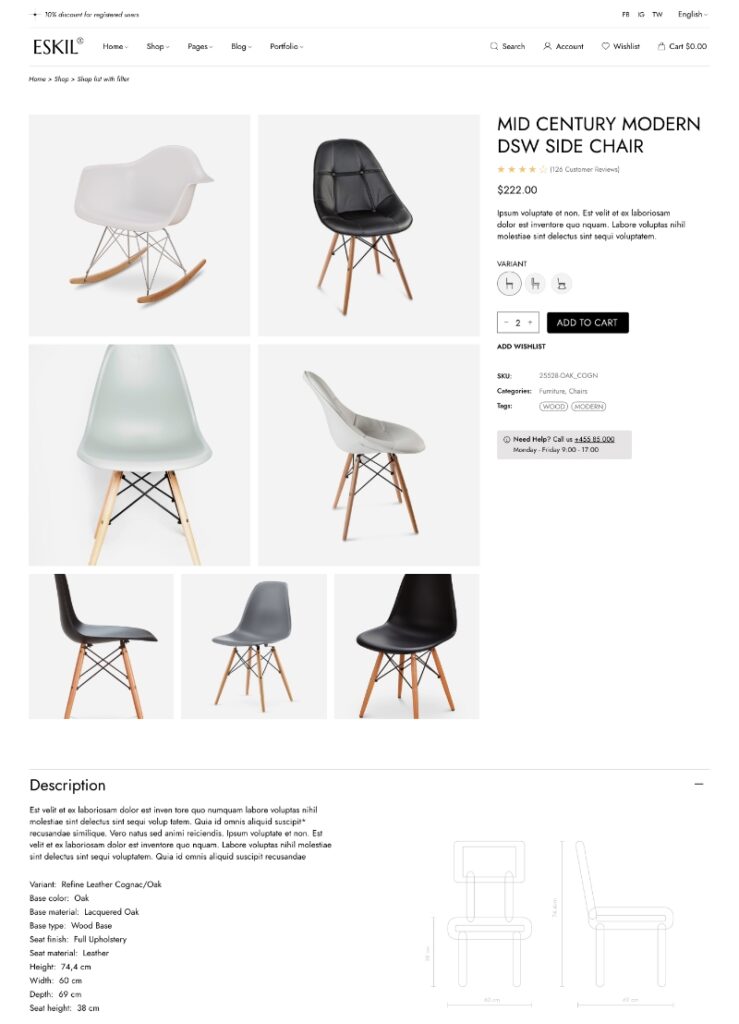 10% discount for registered users
FB IG TW English
ESKIL®
Home Shop Pages Blog Portfolio
Search Account Wishlist Cart $0.00
Home > Shop > Shop list with filter
MID CENTURY MODERN
DSW SIDE CHAIR
(126 Customer Reviews)
$222.00
Ipsum voluptate et non. Est velit et ex laboriosam
dolor est inventore quo nquam. Labore voluptas nihil
molestiae sint delectus sint sequi voluptatem.
VARIANT
− 2 +
ADD TO CART
ADD WISHLIST
SKU: 25528-OAK_COGN
Categories: Furniture, Chairs
Tags: WOOD MODERN
Need Help? Call us +455 85 000
Monday - Friday 9:00 - 17:00
Description
Est velit et ex laboriosam dolor est inven tore quo numquam labore voluptas nihil
molestiae sint delectus sint sequi volup tatem. Quia id omnis aliquid suscipit*
recusandae similique. Vero natus sed animi reiciendis. Ipsum voluptate et non. Est
velit et ex laboriosam dolor est inventore quo nquam. Labore voluptas nihil molestiae
sint delectus sint sequi voluptatem. Quia id omnis aliquid suscipit recusandae
Variant: Refine Leather Cognac/Oak
Base color: Oak
Base material: Lacquered Oak
Base type: Wood Base
Seat finish: Full Upholstery
Seat material: Leather
Height: 74,4 cm
Width: 60 cm
Depth: 69 cm
Seat height: 38 cm
38 cm
74,4cm
60 cm